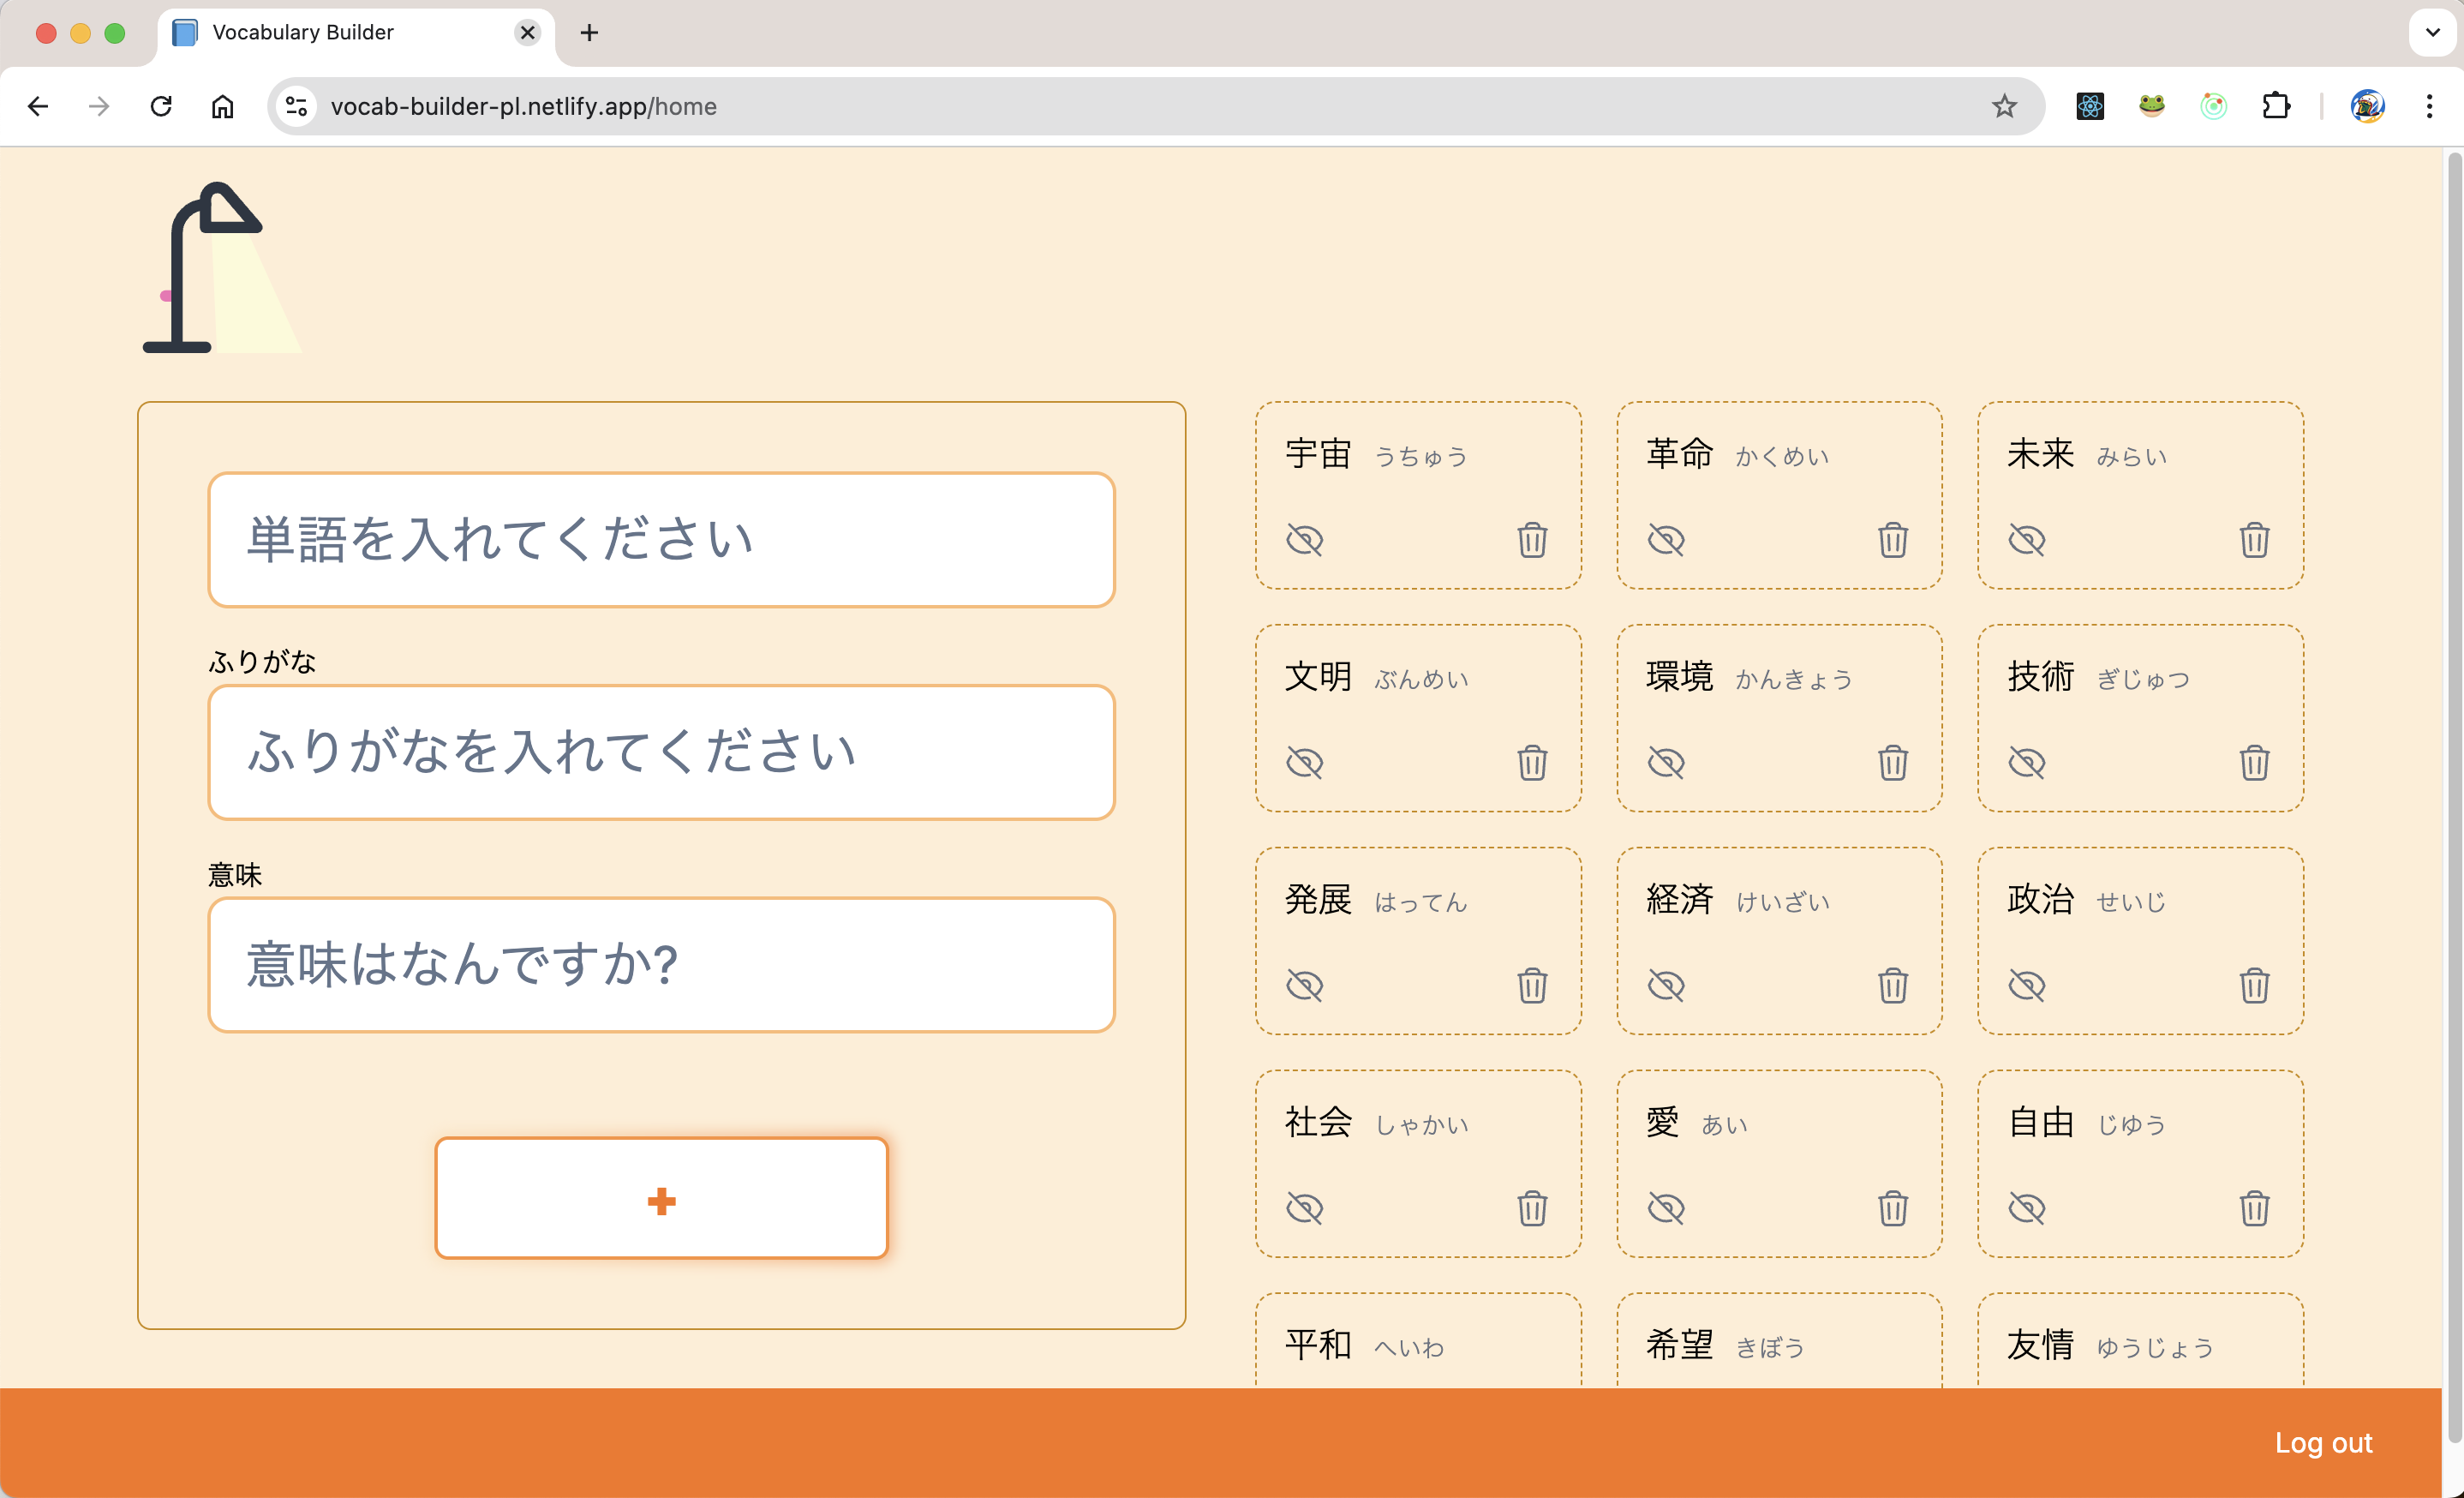 Vocabulary Builder
vocab-builder-pl.netlify.app/home
単語を入れてください
ふりがな
ふりがなを入れてください
意味
意味はなんですか?
宇宙 うちゅう
革命 かくめい
未来 みらい
文明 ぶんめい
環境 かんきょう
技術 ぎじゅつ
発展 はってん
経済 けいざい
政治 せいじ
社会 しゃかい
愛 あい
自由 じゆう
平和 へいわ
希望 きぼう
友情 ゆうじょう
Log out